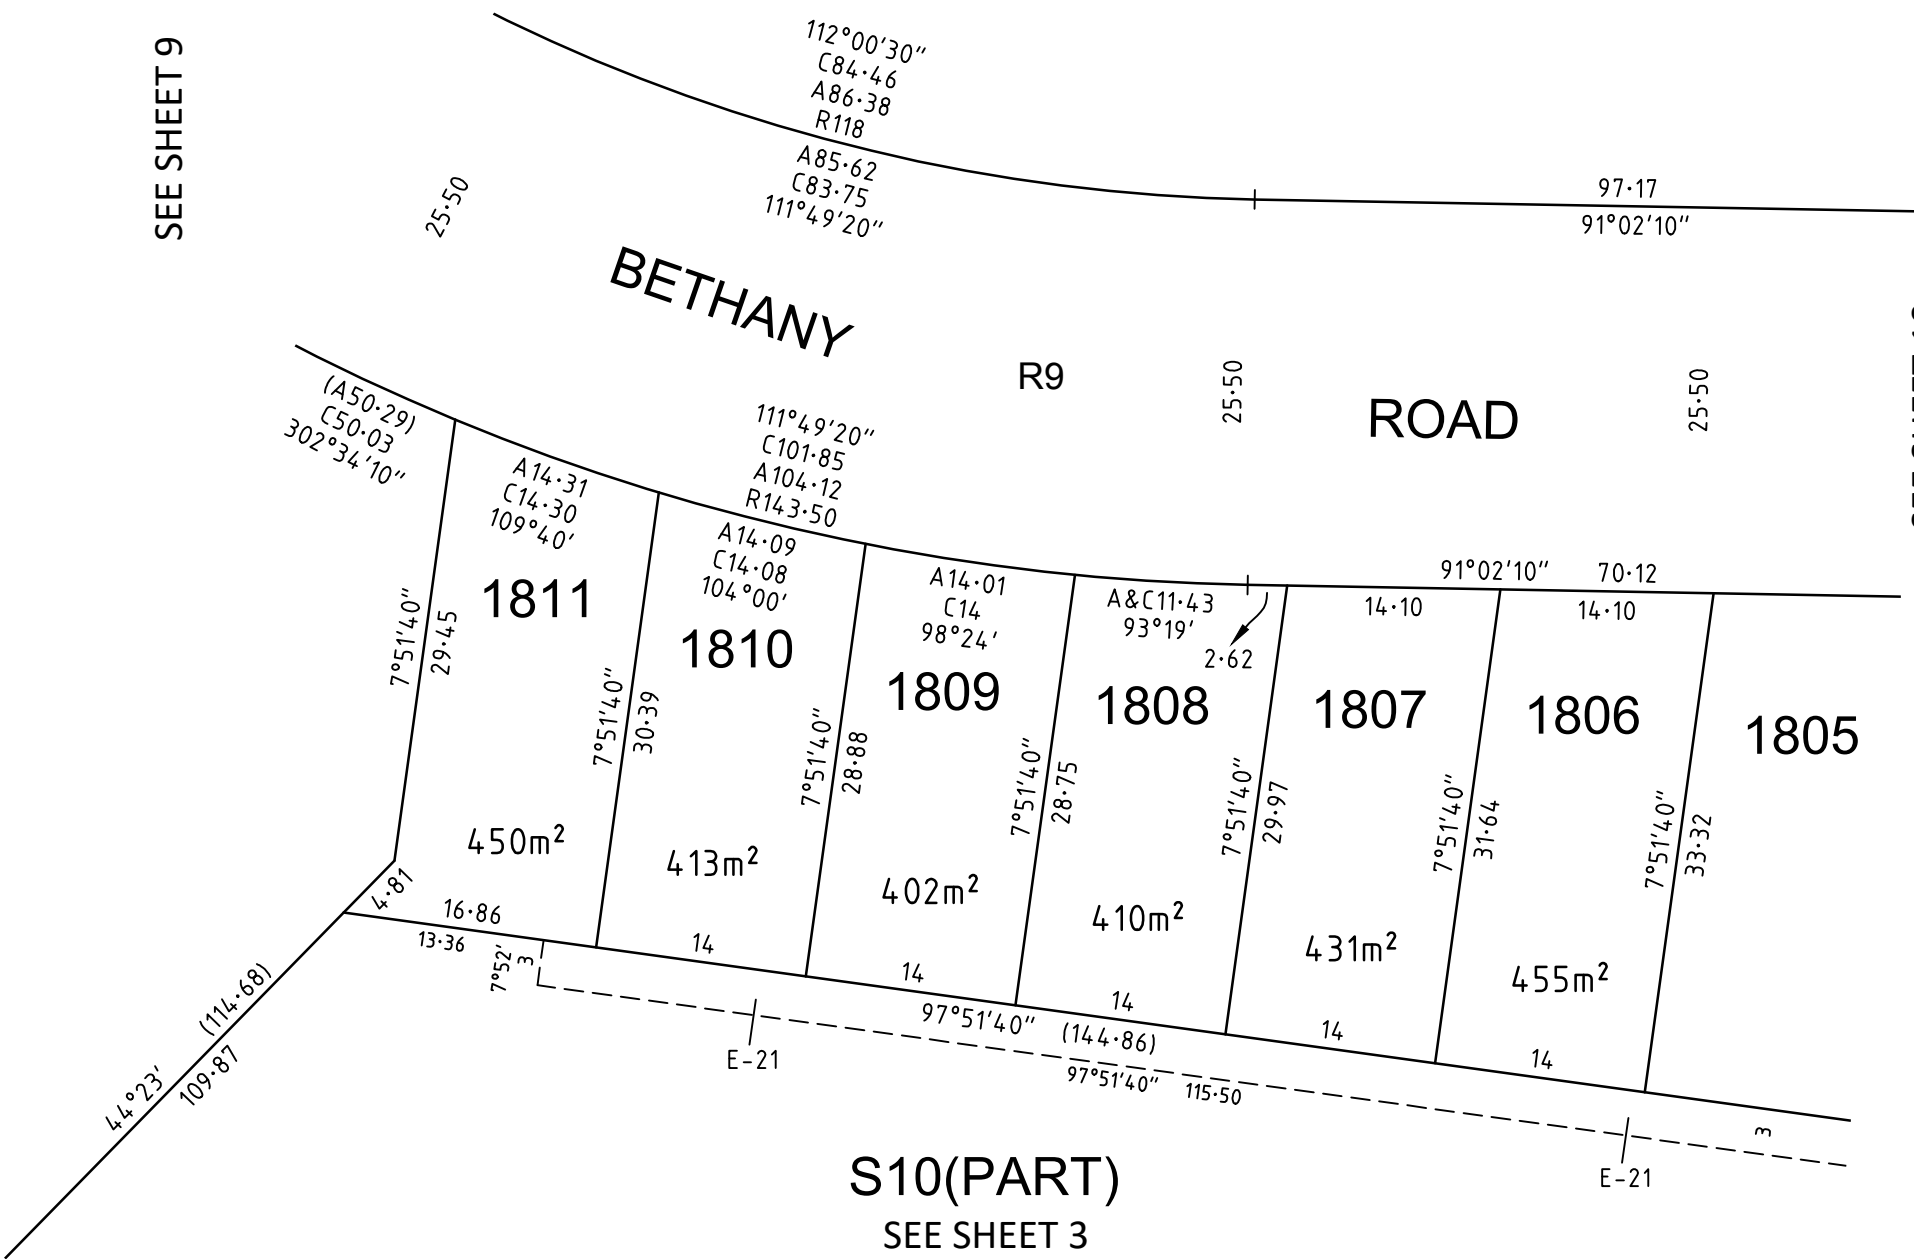 SEE SHEET 9
112°00'30"
C84·46
A86·38
R118
A85·62
C83·75
111°49'20"
25·50
97·17
91°02'10"
BETHANY
R9
25·50
ROAD
25·50
(A50·29)
C50·03
302°34'10"
111°49'20"
C101·85
A104·12
R143·50
A14·31
C14·30
109°40'
A14·09
C14·08
104°00'
A14·01
C14
98°24'
A&C11·43
93°19'
2·62
91°02'10" 70·12
14·10
14·10
1811
1810
1809
1808
1807
1806
1805
7°51'40"
29·45
7°51'40"
30·39
7°51'40"
28·88
7°51'40"
28·75
7°51'40"
29·97
7°51'40"
31·64
7°51'40"
33·32
450m²
413m²
402m²
410m²
431m²
455m²
4·81
16·86
14
14
14
14
14
13·36
7°52'
3
97°51'40" (144·86)
97°51'40" 115·50
E-21
E-21
3
(114·68)
44°23'
109·87
S10(PART)
SEE SHEET 3